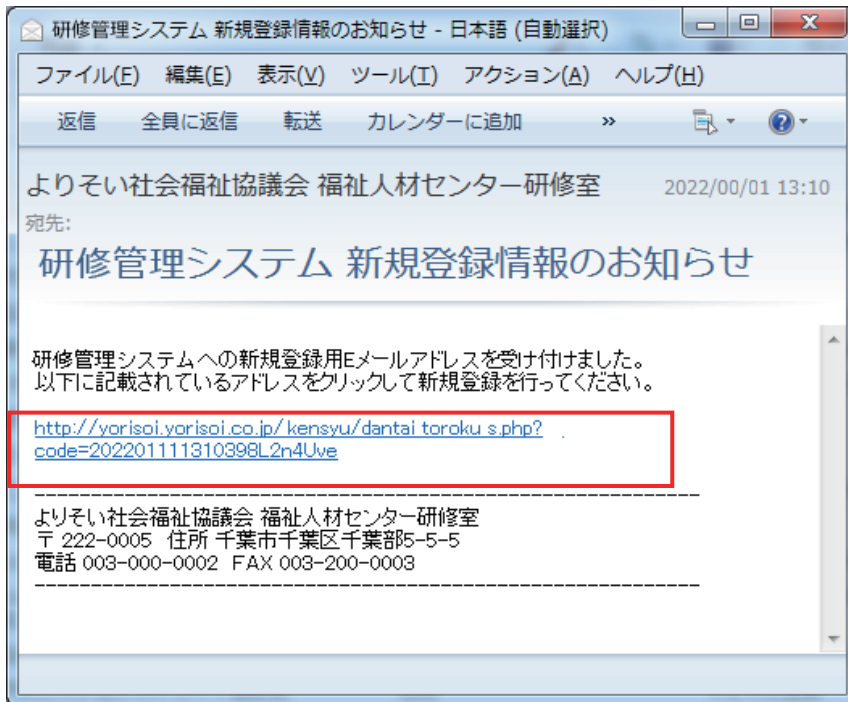 研修管理システム 新規登録情報のお知らせ - 日本語 (自動選択)
ファイル(F) 編集(E) 表示(V) ツール(T) アクション(A) ヘルプ(H)
返信 全員に返信 転送 カレンダーに追加 »
よりそい社会福祉協議会 福祉人材センター研修室 2022/00/01 13:10
宛先:
研修管理システム 新規登録情報のお知らせ
研修管理システムへの新規登録用Eメールアドレスを受け付けました。
以下に記載されているアドレスをクリックして新規登録を行ってください。
http://yorisoi.yorisoi.co.jp/kensyu/dantai toroku s.php?
code=202201111310398L2n4Uve
よりそい社会福祉協議会 福祉人材センター研修室
〒 222-0005 住所 千葉市千葉区千葉部5-5-5
電話 003-000-0002 FAX 003-200-0003